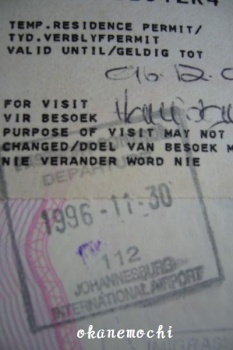 TEMP.RESIDENCE PERMIT/
TYD.VERBLYFPERMIT
VALID UNTIL/GELDIG TOT
FOR VISIT
VIR BESOEK
PURPOSE OF VISIT MAY NOT
CHANGED/DOEL VAN BESOEK M
NIE VERANDER WORD NIE
1996-11-30
112
JOHANNESBURG
INTERNATIONAL AIRPORT
okanemochi